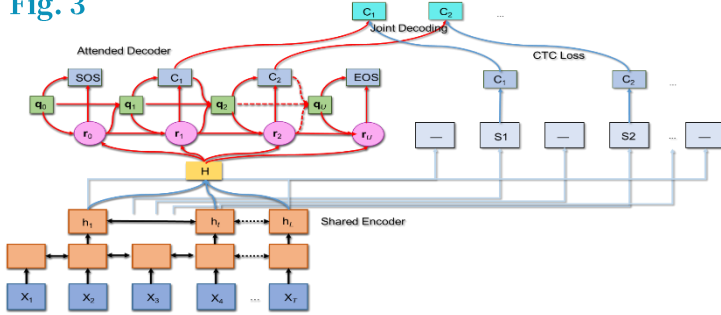 Fig. 3
C1 C2 ...
Joint Decoding
Attended Decoder
CTC Loss
SOS C1 C2 EOS
C1 C2 ...
q0 q1 q2 qU
r0 r1 r2 rU
— S1 — S2 ... — —
H
h1 ht hL
Shared Encoder
X1 X2 X3 X4 ... XT